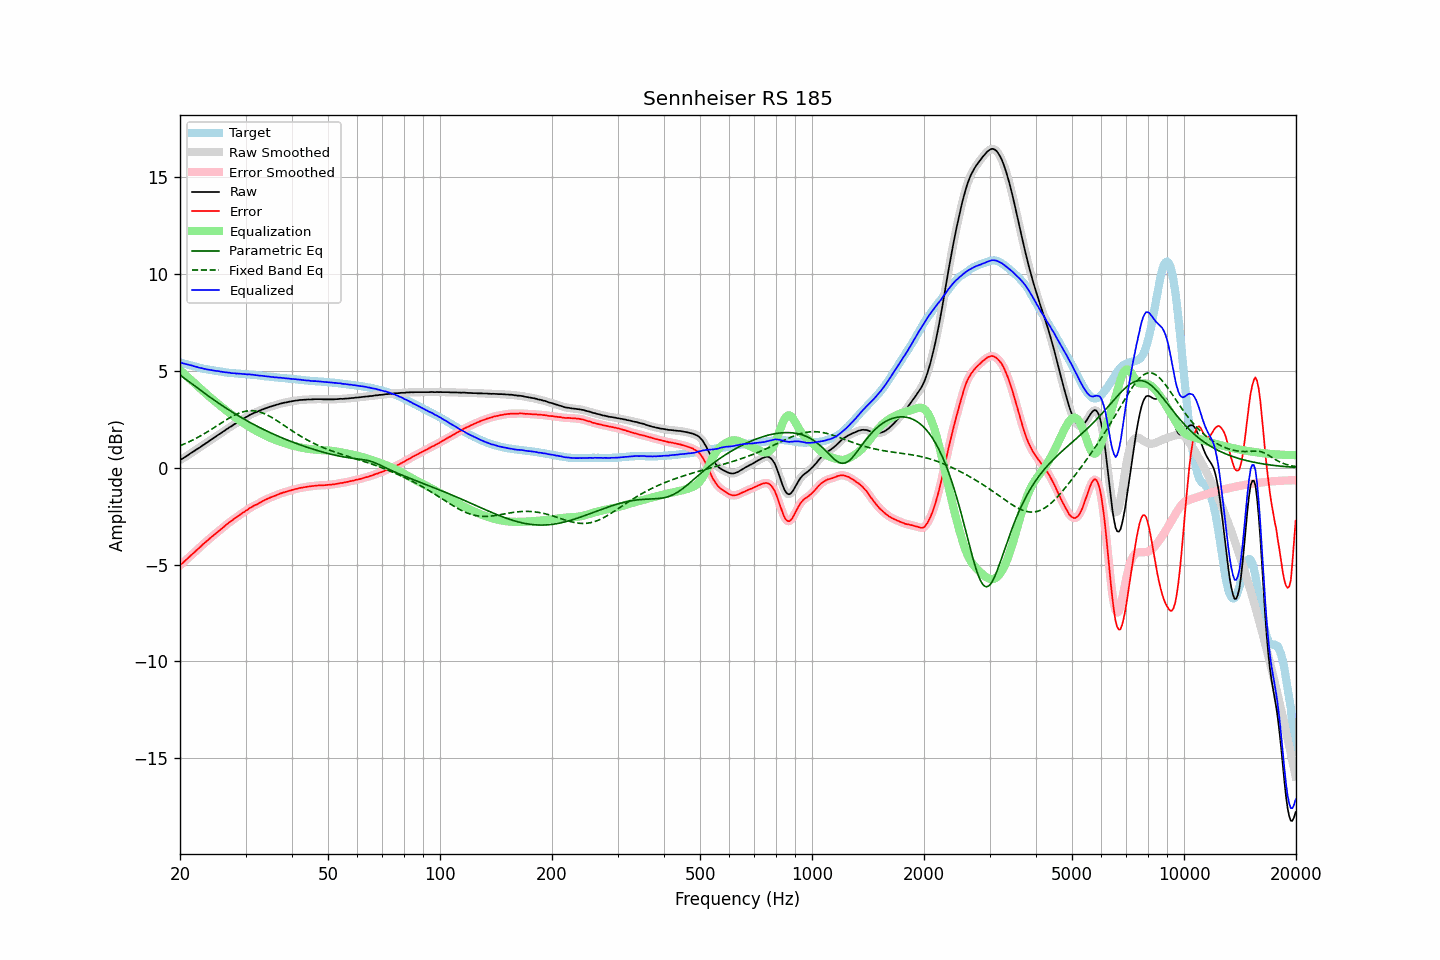 Sennheiser RS 185
Target
Raw Smoothed
Error Smoothed
Raw
Error
Equalization
Parametric Eq
Fixed Band Eq
Equalized
15
10
5
0
−5
−10
−15
Amplitude (dBr)
20 50 100 200 500 1000 2000 5000 10000 20000
Frequency (Hz)